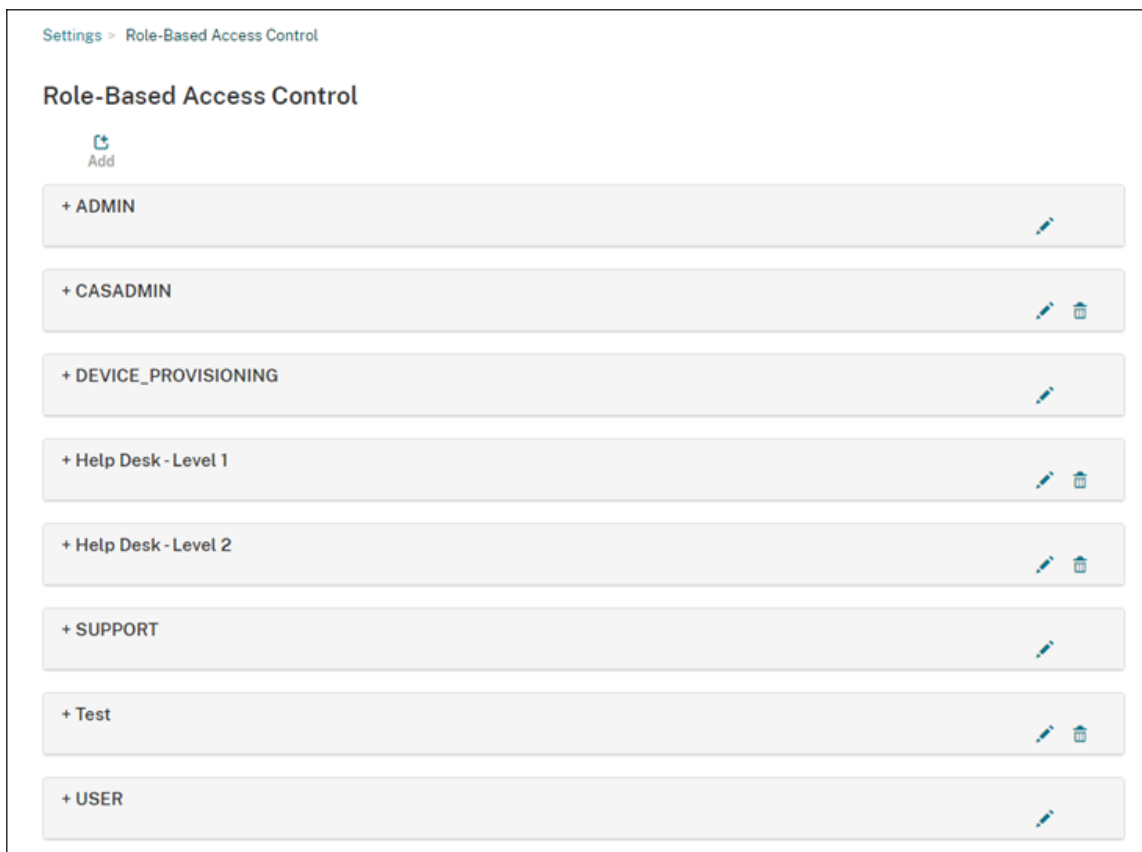 Settings > Role-Based Access Control
Role-Based Access Control
Add
+ ADMIN
+ CASADMIN
+ DEVICE_PROVISIONING
+ Help Desk - Level 1
+ Help Desk - Level 2
+ SUPPORT
+ Test
+ USER